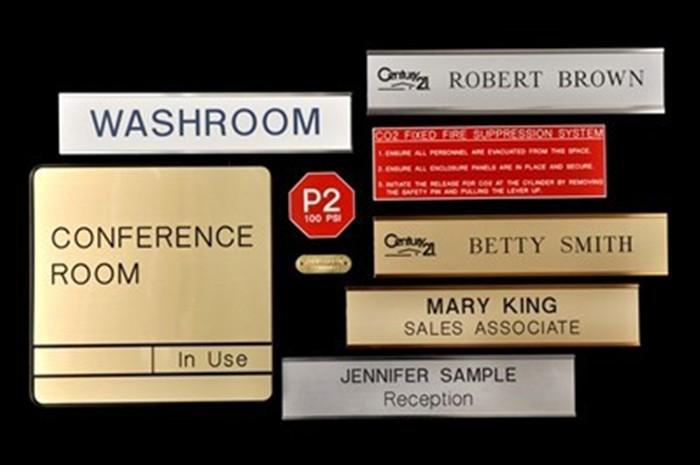 WASHROOM
CONFERENCE
ROOM
In Use
P2
100 PSI
Century 21 ROBERT BROWN
CO2 FIXED FIRE SUPPRESSION SYSTEM
1. ENSURE ALL PERSONNEL ARE EVACUATED FROM THIS SPACE.
2. ENSURE ALL ENCLOSURE PANELS ARE IN PLACE AND SECURE.
3. INITIATE THE RELEASE FOR CO2 AT THE CYLINDER BY REMOVING
THE SAFETY PIN AND PULLING THE LEVER UP.
Century 21 BETTY SMITH
MARY KING
SALES ASSOCIATE
JENNIFER SAMPLE
Reception